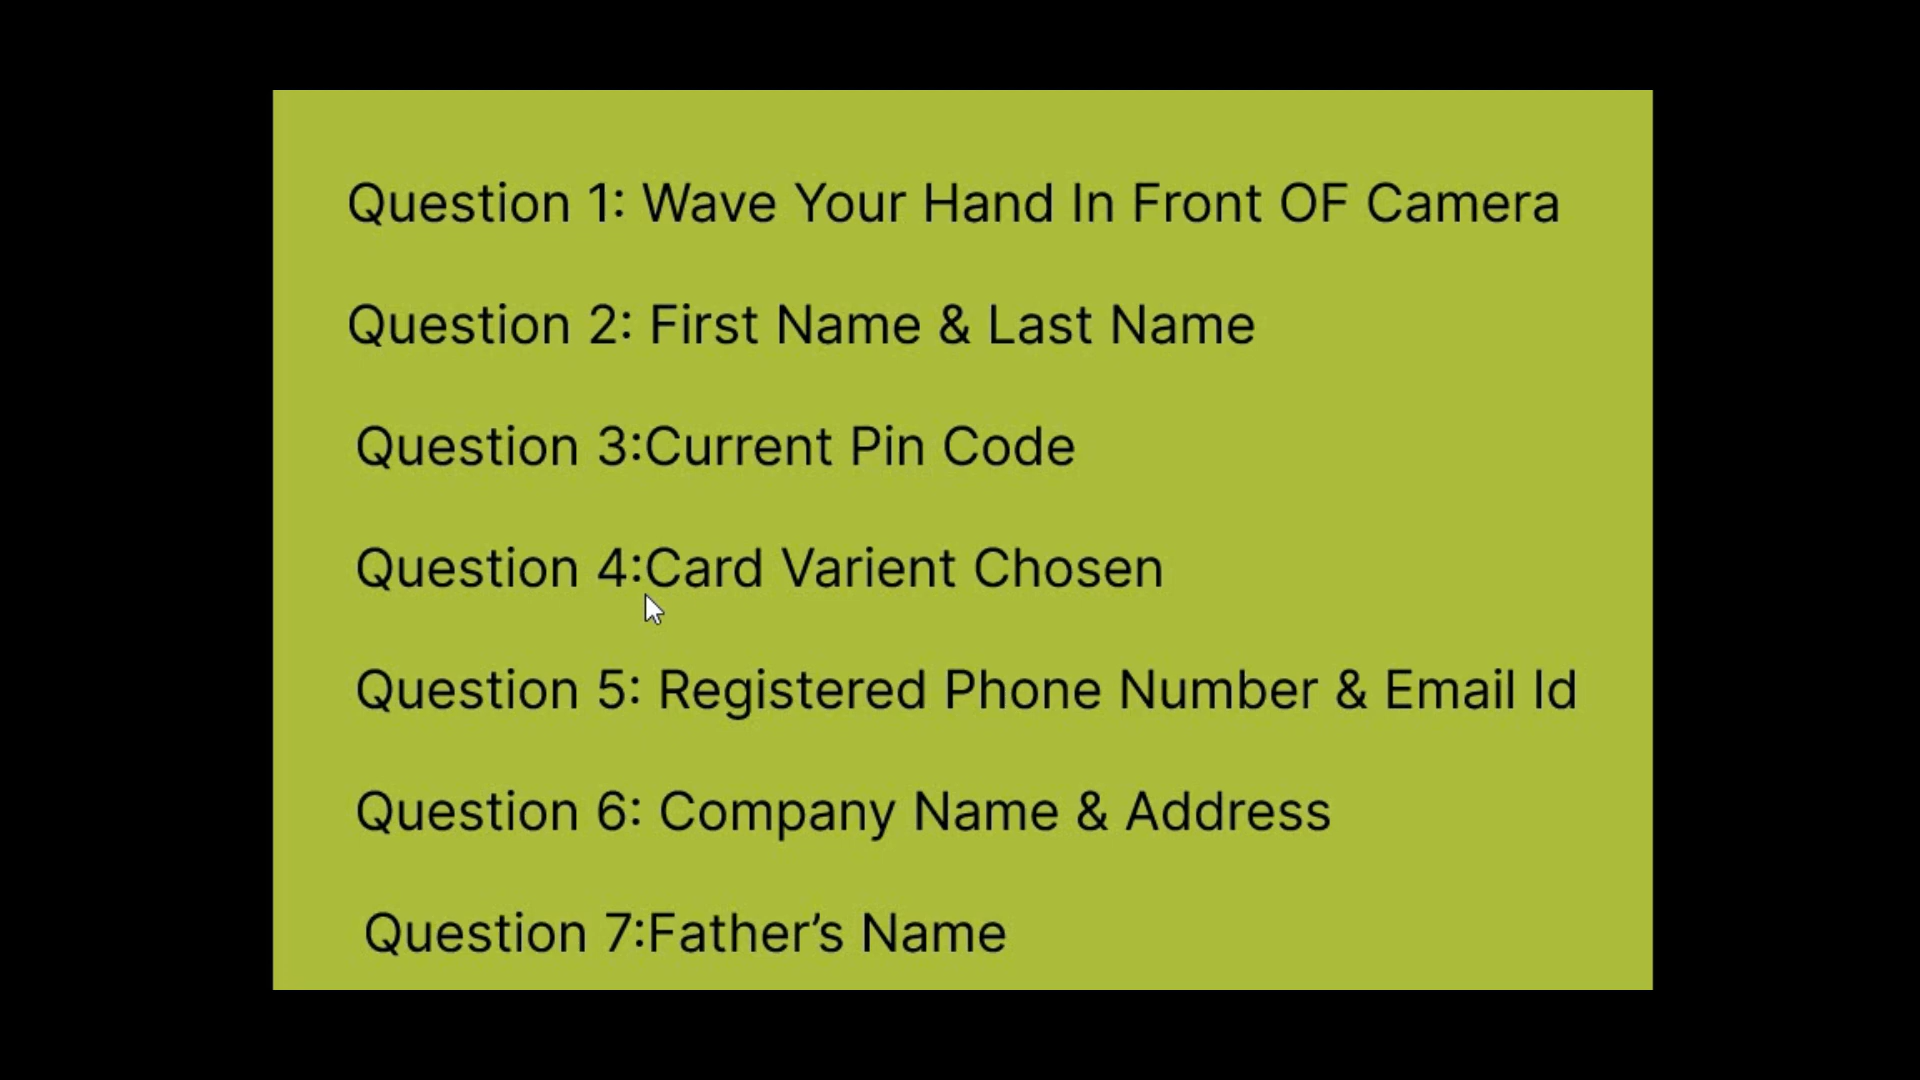 Question 1: Wave Your Hand In Front OF Camera
Question 2: First Name & Last Name
Question 3:Current Pin Code
Question 4:Card Varient Chosen
Question 5: Registered Phone Number & Email Id
Question 6: Company Name & Address
Question 7:Father’s Name